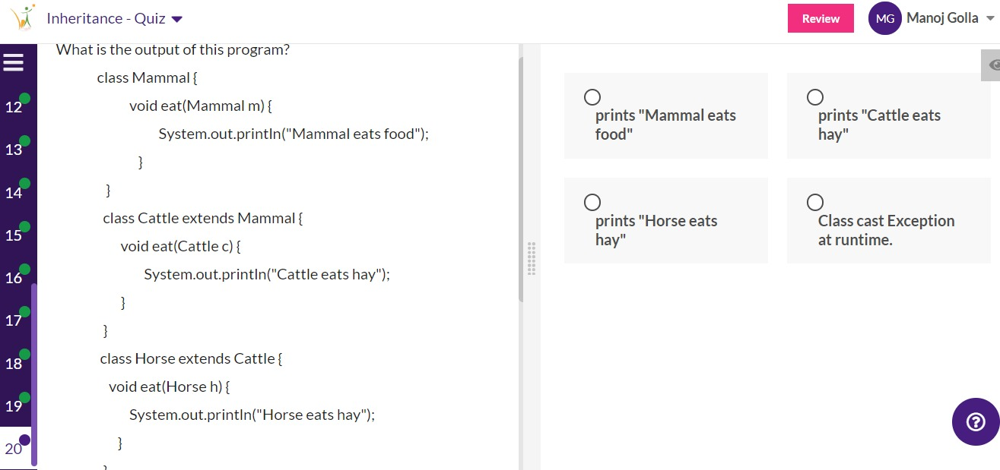 Inheritance - Quiz
Review
MG
Manoj Golla
12
13
14
15
16
17
18
19
20
What is the output of this program?
class Mammal {
void eat(Mammal m) {
System.out.println("Mammal eats food");
}
}
class Cattle extends Mammal {
void eat(Cattle c) {
System.out.println("Cattle eats hay");
}
}
class Horse extends Cattle {
void eat(Horse h) {
System.out.println("Horse eats hay");
}
prints "Mammal eats
food"
prints "Cattle eats
hay"
prints "Horse eats
hay"
Class cast Exception
at runtime.
?